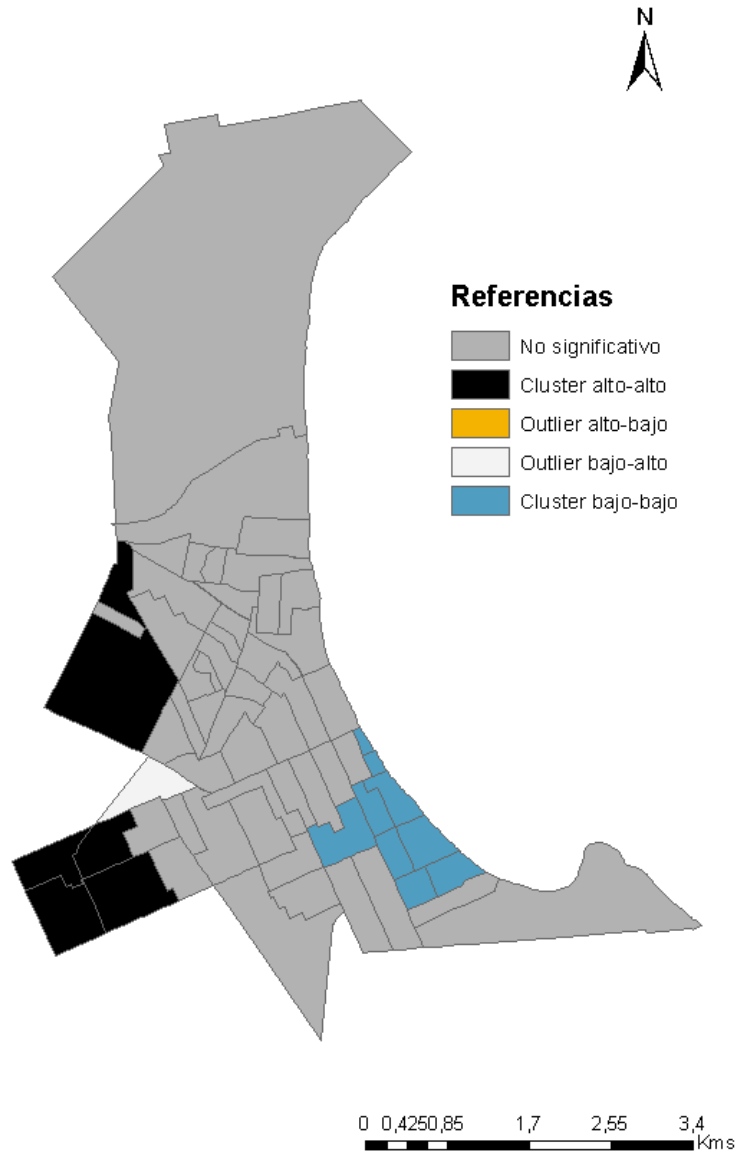 N
Referencias
No significativo
Cluster alto-alto
Outlier alto-bajo
Outlier bajo-alto
Cluster bajo-bajo
0 0,4250,85 1,7 2,55 3,4
Kms